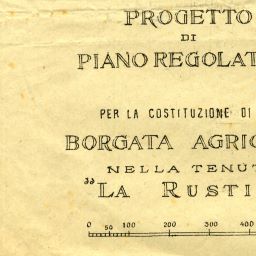 PROGETTO
DI
PIANO REGOLAT
PER LA COSTITUZIONE DI
BORGATA AGRIC
NELLA TENUT
"LA RUSTI
0 50 100 200 300 400